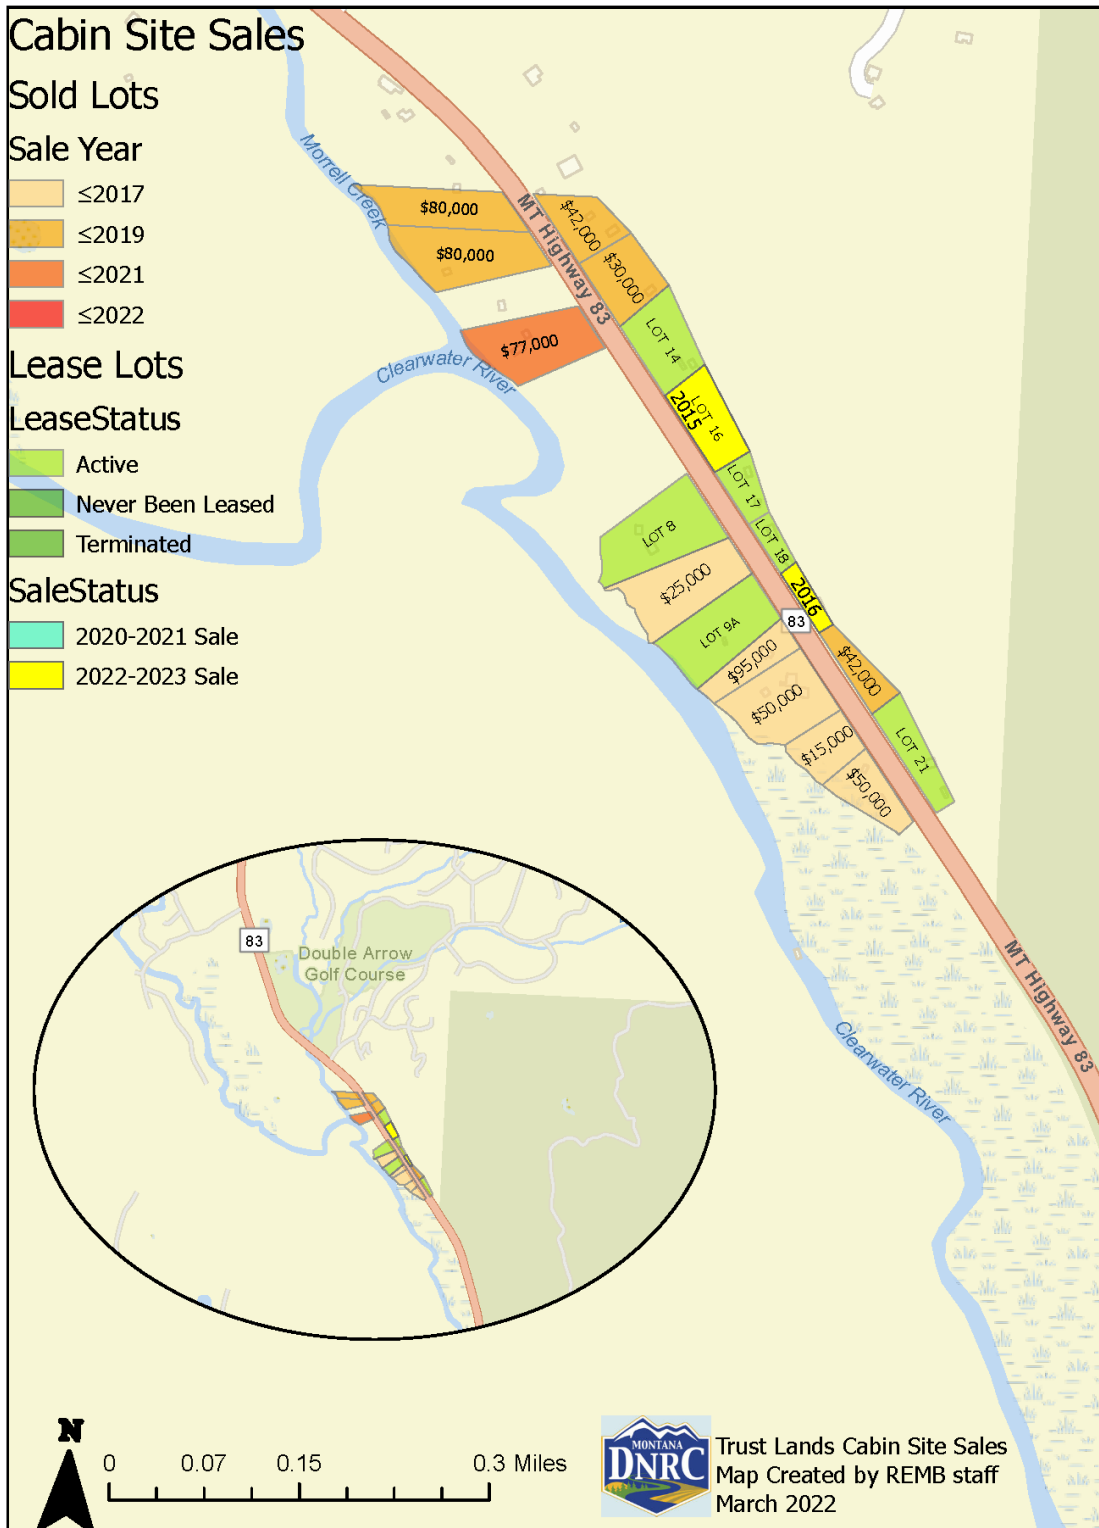 Cabin Site Sales
Sold Lots
Sale Year
≤2017
≤2019
≤2021
≤2022
Lease Lots
LeaseStatus
Active
Never Been Leased
Terminated
SaleStatus
2020-2021 Sale
2022-2023 Sale
Morrell Creek
$80,000
$80,000
MT Highway 83
$42,000
$30,000
$77,000
Clearwater River
LOT 14
LOT 16
2015
LOT 17
LOT 18
LOT 8
$25,000
2016
LOT 9A
83
$95,000
$42,000
$50,000
$15,000
LOT 21
$50,000
83
Double Arrow
Golf Course
MT Highway 83
Clearwater River
N
0 0.07 0.15 0.3 Miles
MONTANA
DNRC
Trust Lands Cabin Site Sales
Map Created by REMB staff
March 2022